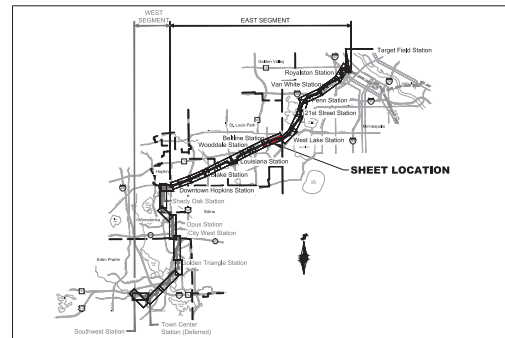 WEST
SEGMENT
EAST SEGMENT
Target Field Station
Golden Valley
Royalston Station
Van White Station
Penn Station
21st Street Station
Minneapolis
St. Louis Park
Beltline Station
Wooddale Station
West Lake Station
Louisiana Station
SHEET LOCATION
Blake Station
Hopkins
Downtown Hopkins Station
Shady Oak Station
Edina
Minnetonka
Opus Station
City West Station
Eden Prairie
Golden Triangle Station
Southwest Station
Town Center
Station (Deferred)